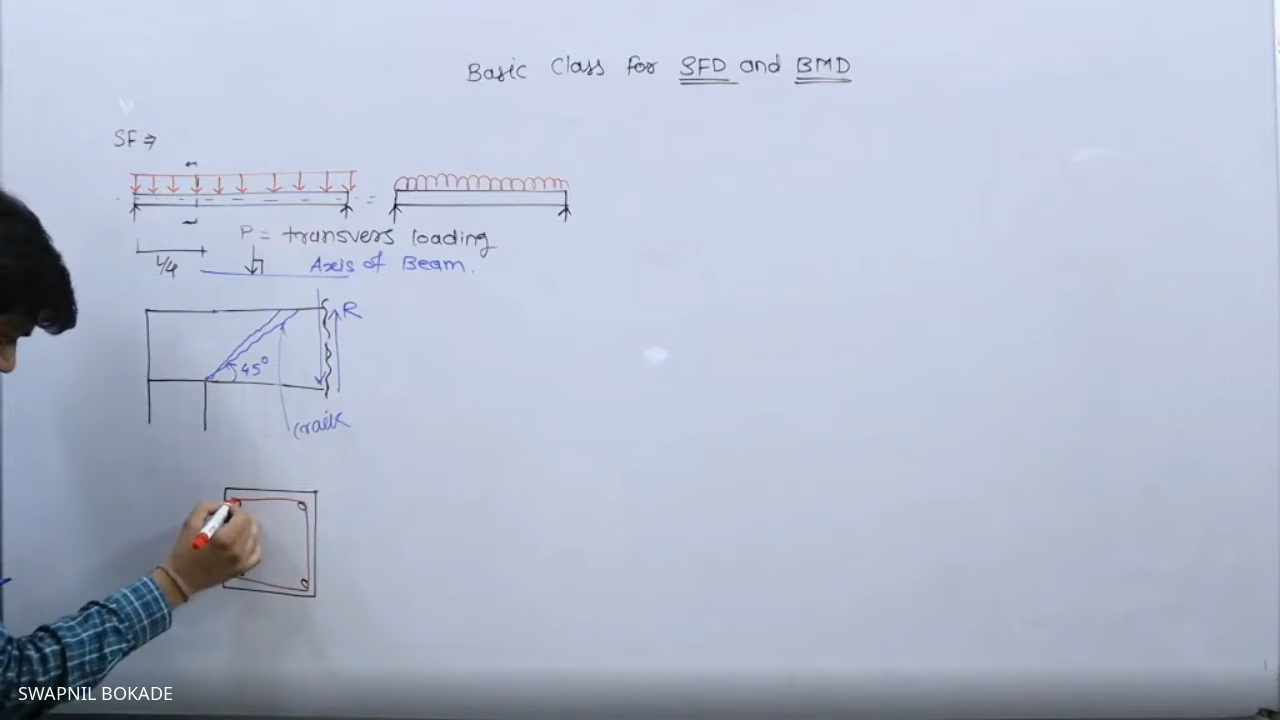 Basic Class for SFD and BMD
SF ⇒
=
P = transvers loading
L/4
Axis of Beam.
R
45°
crack
SWAPNIL BOKADE